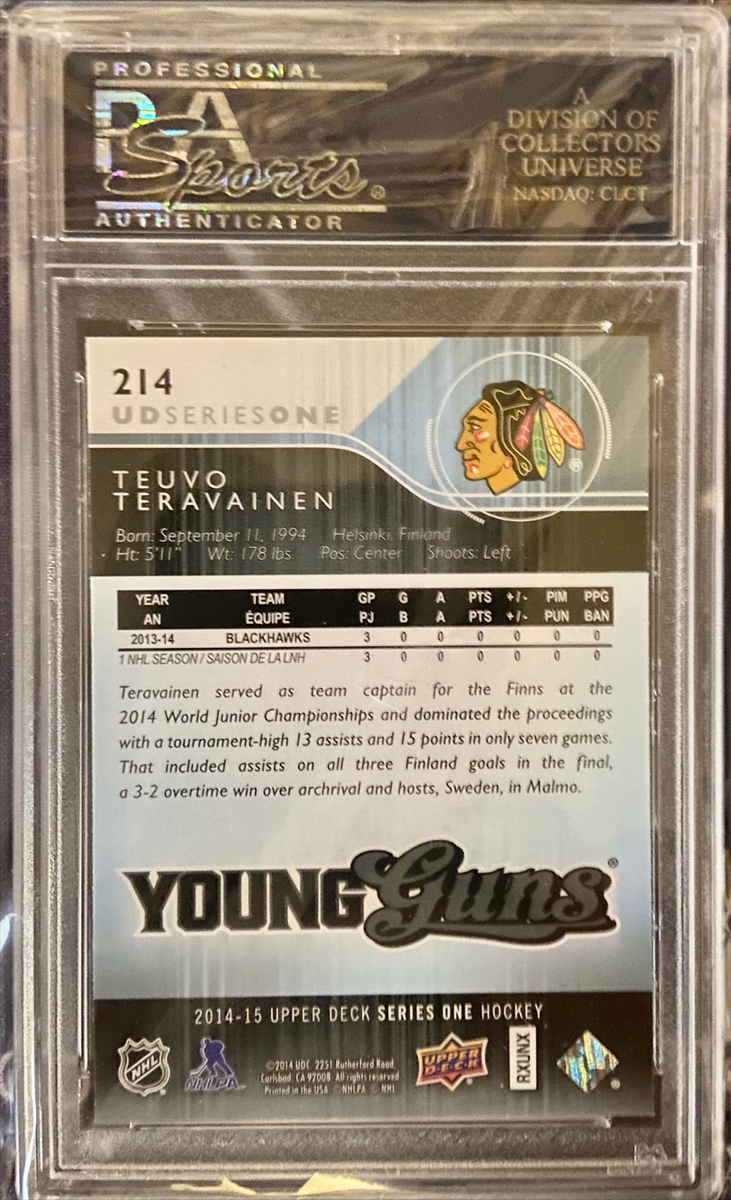 PROFESSIONAL
PSA
Sports®
AUTHENTICATOR
A
DIVISION OF
COLLECTORS
UNIVERSE
NASDAQ: CLCT
214
UDSERIESONE
®
TEUVO
TERAVAINEN
Born: September 11, 1994 Helsinki, Finland
· Ht: 5'11" Wt: 178 lbs. Pos: Center Shoots: Left
YEAR TEAM GP G A PTS +/- PIM PPG
AN ÉQUIPE PJ B A PTS +/- PUN BAN
2013-14 BLACKHAWKS 3 0 0 0 0 0 0
1 NHL SEASON / SAISON DE LA LNH 3 0 0 0 0 0 0
Teravainen served as team captain for the Finns at the
2014 World Junior Championships and dominated the proceedings
with a tournament-high 13 assists and 15 points in only seven games.
That included assists on all three Finland goals in the final,
a 3-2 overtime win over archrival and hosts, Sweden, in Malmo.
YOUNG Guns®
2014-15 UPPER DECK SERIES ONE HOCKEY
NHL
NHLPA
©2014 UDC. 2251 Rutherford Road,
Carlsbad, CA 92008. All rights reserved
Printed in the USA ©NHLPA © NHL
UPPER
DECK
RXUNX
®